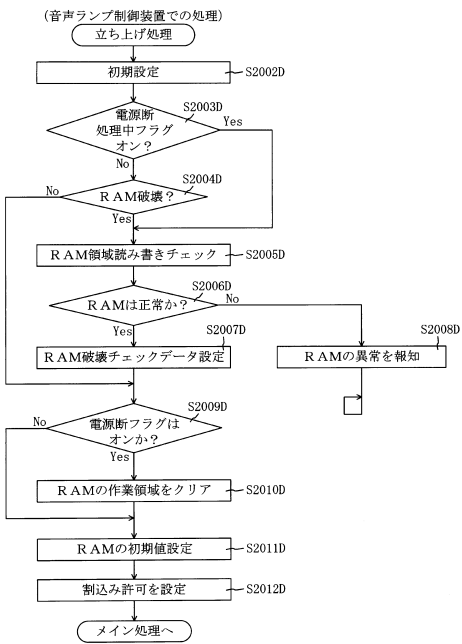 (音声ランプ制御装置での処理)
立ち上げ処理
初期設定
S2002D
S2003D
電源断
処理中フラグ
オン？
Yes
No
S2004D
No
ＲＡＭ破壊？
Yes
ＲＡＭ領域読み書きチェック
S2005D
S2006D
ＲＡＭは正常か？
No
Yes
S2007D
S2008D
ＲＡＭ破壊チェックデータ設定
ＲＡＭの異常を報知
S2009D
No
電源断フラグは
オンか？
Yes
ＲＡＭの作業領域をクリア
S2010D
ＲＡＭの初期値設定
S2011D
割込み許可を設定
S2012D
メイン処理へ